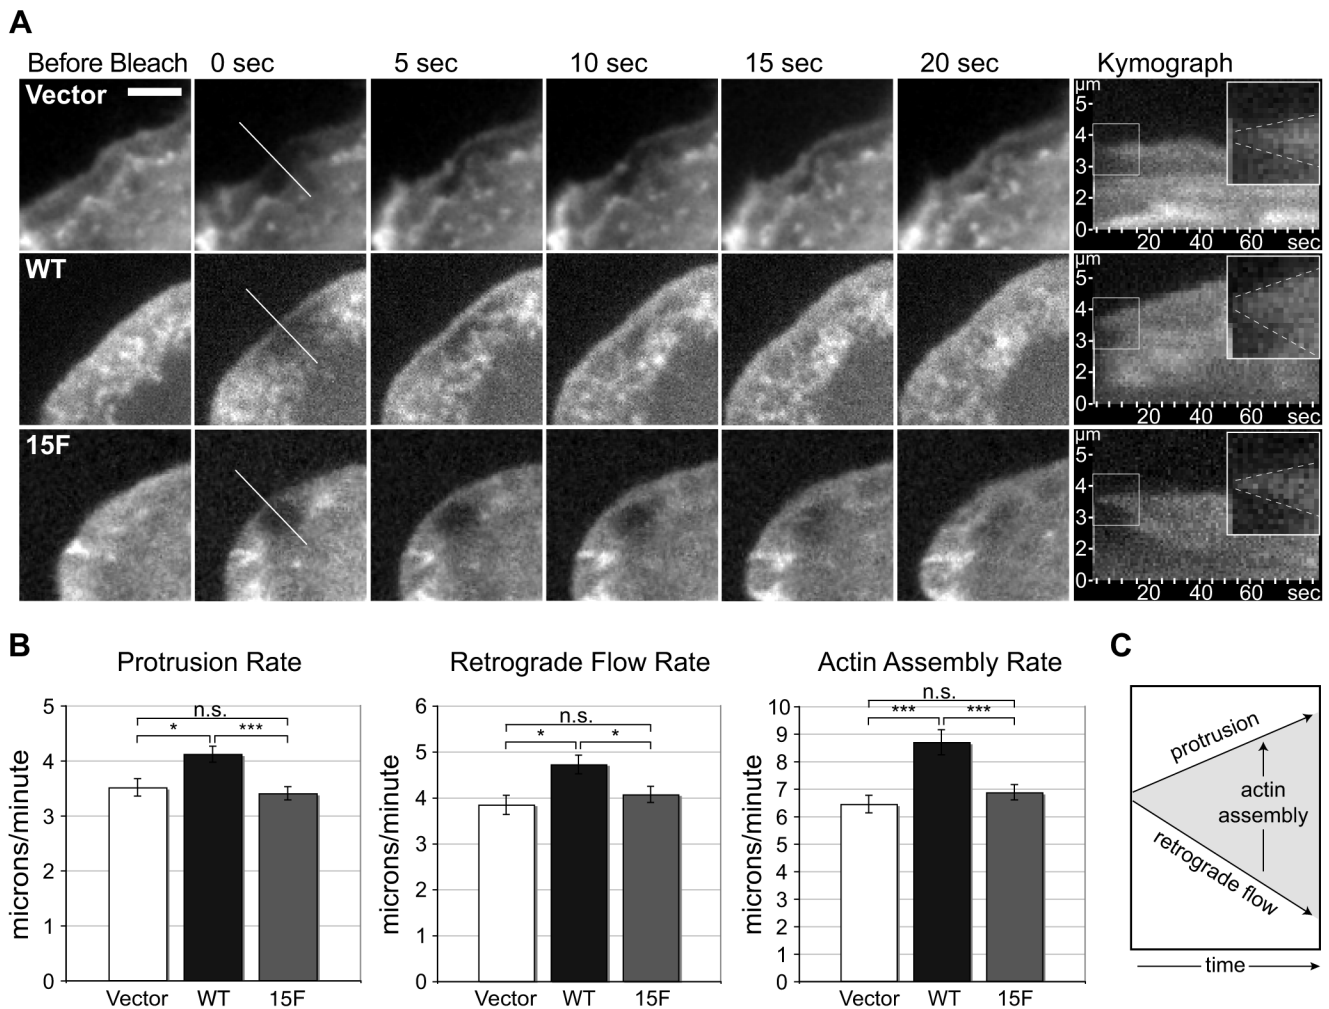 A
Before Bleach 0 sec 5 sec 10 sec 15 sec 20 sec Kymograph
Vector
µm
5
4
3
2
0
20 40 60 sec
WT
µm
5
4
3
2
0
20 40 60 sec
15F
µm
5
4
3
2
0
20 40 60 sec
B
Protrusion Rate
microns/minute
5
4
3
2
1
0
n.s.
* ***
Vector WT 15F
Retrograde Flow Rate
microns/minute
6
5
4
3
2
1
0
n.s.
* *
Vector WT 15F
Actin Assembly Rate
microns/minute
10
9
8
7
6
5
4
3
2
1
0
n.s.
*** ***
Vector WT 15F
C
protrusion
actin
assembly
retrograde flow
time